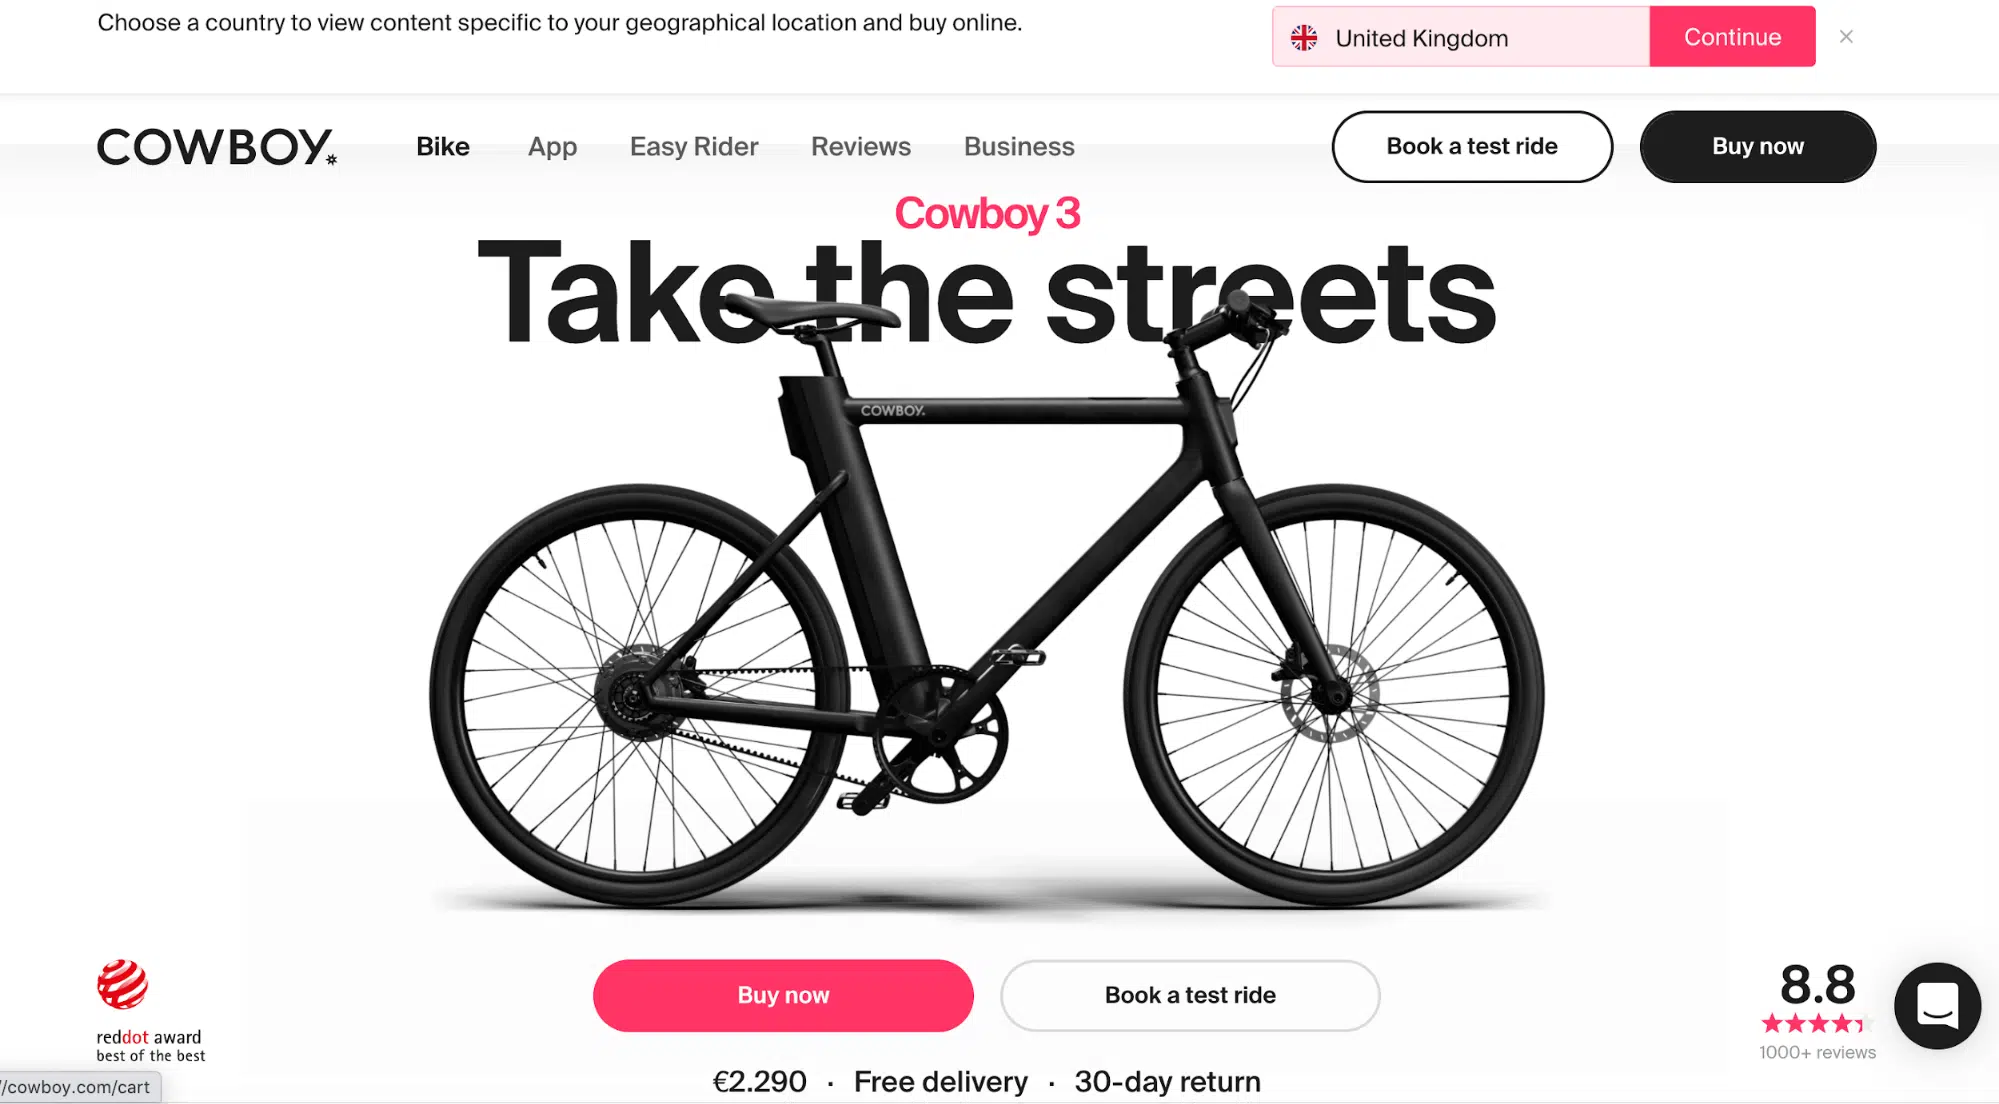 Choose a country to view content specific to your geographical location and buy online.
United Kingdom
Continue
COWBOY
Bike
App
Easy Rider
Reviews
Business
Book a test ride
Buy now
Cowboy 3
Take the streets
COWBOY.
Buy now
Book a test ride
reddot award
best of the best
8.8
1000+ reviews
€2.290 · Free delivery · 30-day return
/cowboy.com/cart